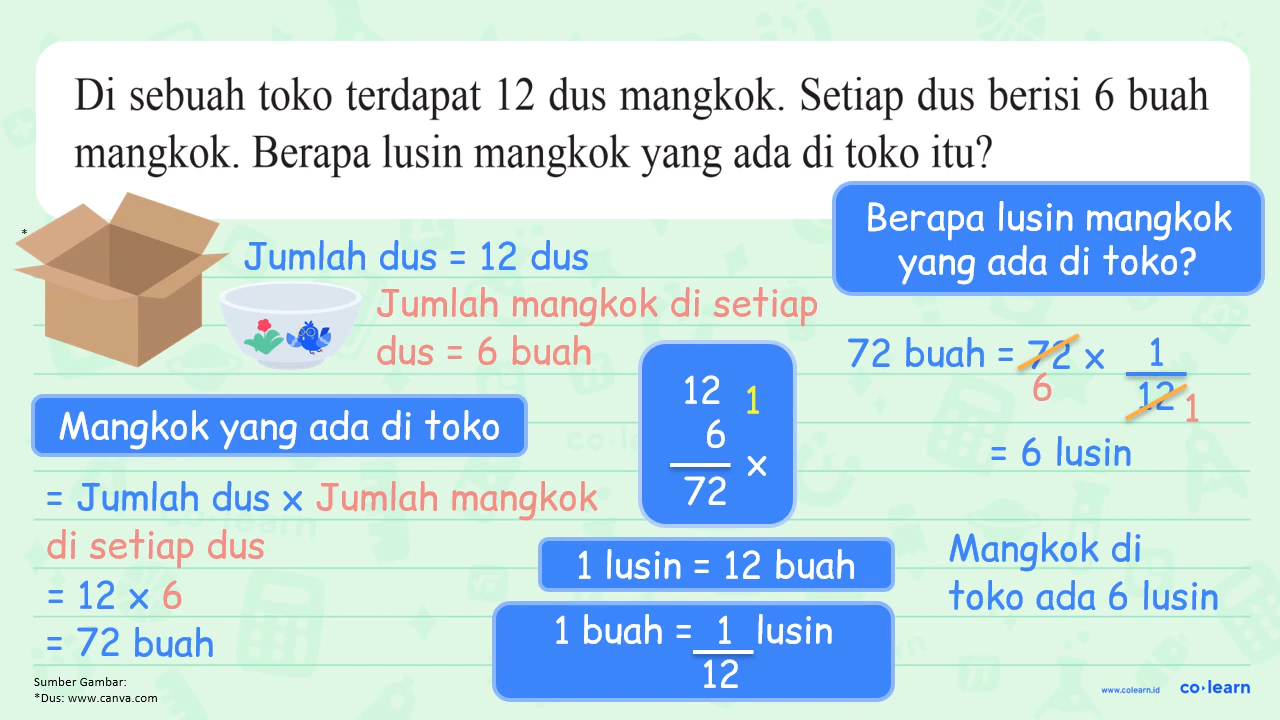 Di sebuah toko terdapat 12 dus mangkok. Setiap dus berisi 6 buah
mangkok. Berapa lusin mangkok yang ada di toko itu?
*
Jumlah dus = 12 dus
Jumlah mangkok di setiap
dus = 6 buah
Mangkok yang ada di toko
= Jumlah dus x Jumlah mangkok
di setiap dus
= 12 x 6
= 72 buah
12 1
6
x
72
1 lusin = 12 buah
1 buah = 1 lusin
12
Berapa lusin mangkok
yang ada di toko?
72 buah = 72 x 1
6 12 1
= 6 lusin
Mangkok di
toko ada 6 lusin
Sumber Gambar:
*Dus: www.canva.com
www.colearn.id co·learn